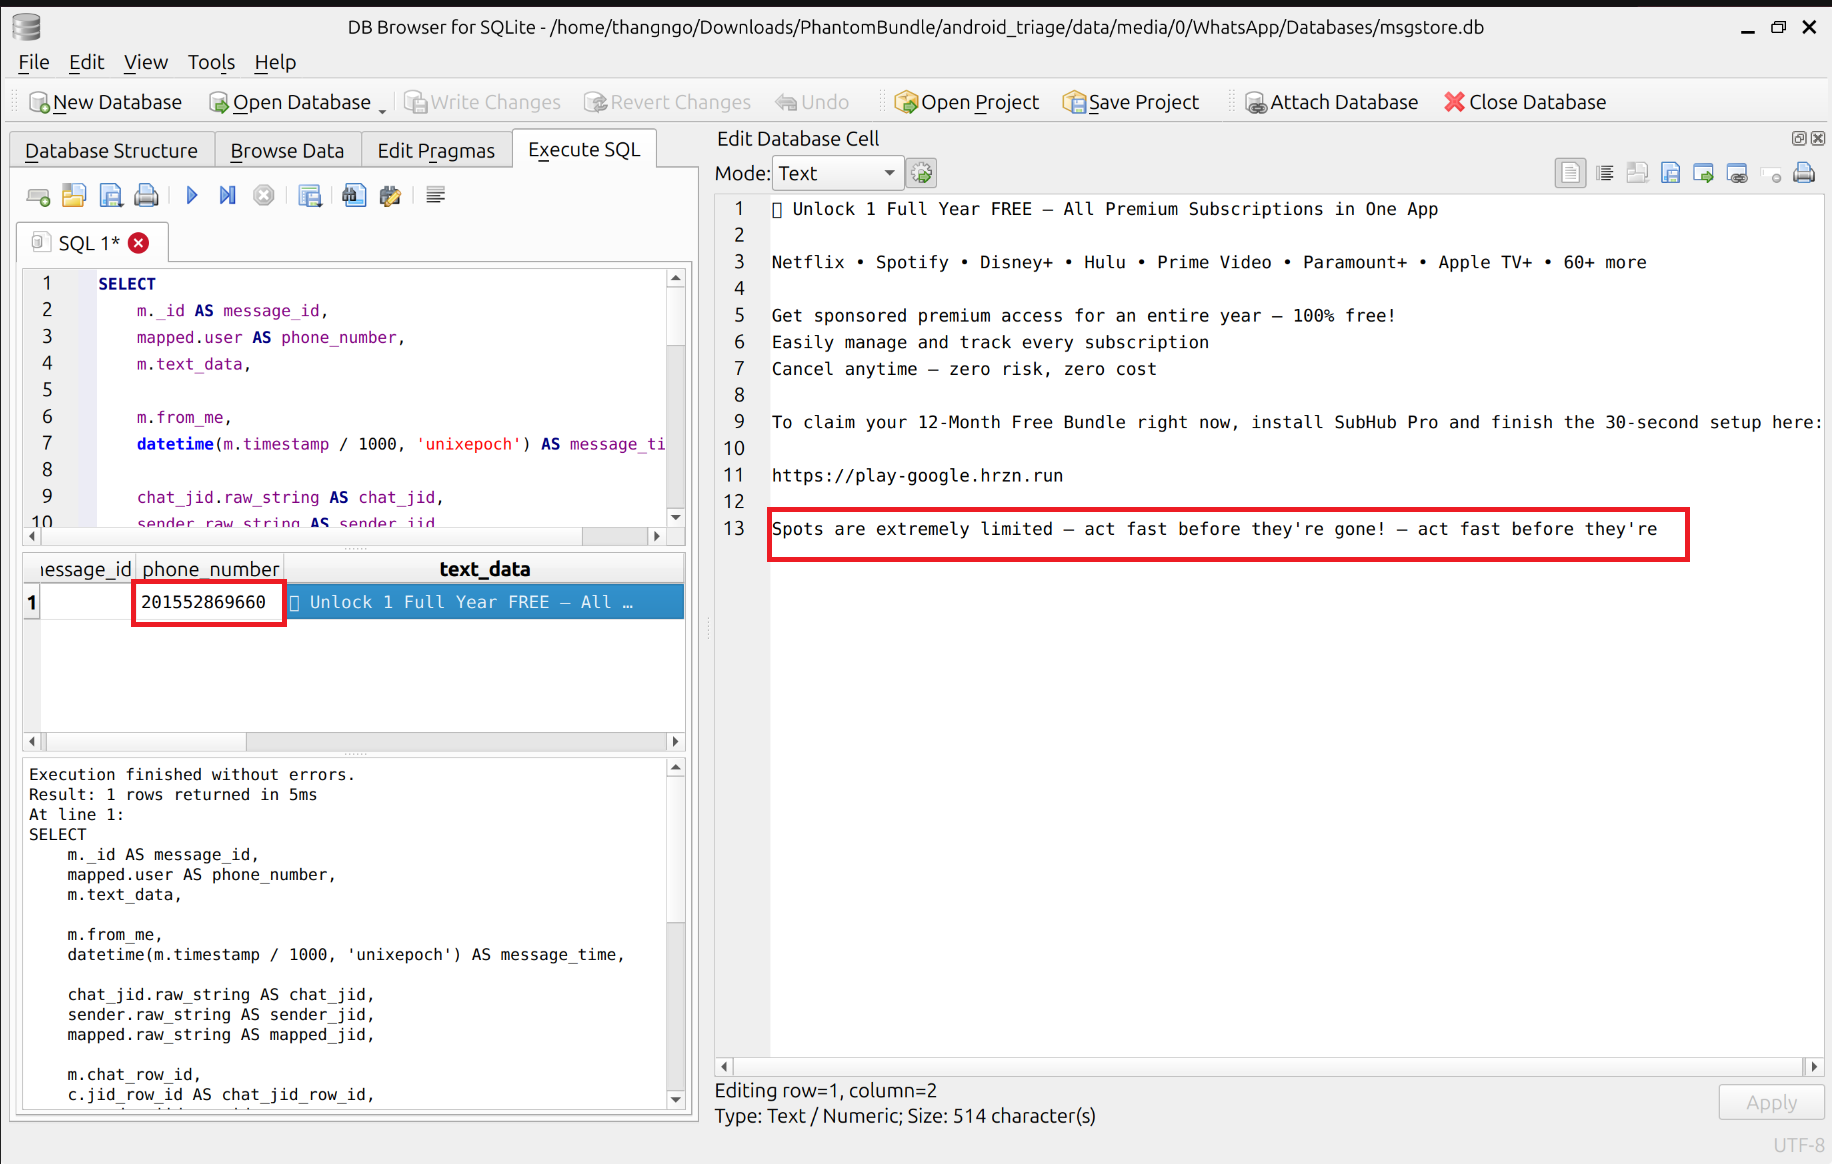 DB Browser for SQLite - /home/thangngo/Downloads/PhantomBundle/android_triage/data/media/0/WhatsApp/Databases/msgstore.db
File Edit View Tools Help
New Database Open Database Write Changes Revert Changes Undo Open Project Save Project Attach Database Close Database
Database Structure Browse Data Edit Pragmas Execute SQL
SQL 1*
1 SELECT
2 m._id AS message_id,
3 mapped.user AS phone_number,
4 m.text_data,
5
6 m.from_me,
7 datetime(m.timestamp / 1000, 'unixepoch') AS message_ti
8
9 chat_jid.raw_string AS chat_jid,
10 sender.raw_string AS sender_jid
essage_id phone_number text_data
1 201552869660 Unlock 1 Full Year FREE — All ...
Execution finished without errors.
Result: 1 rows returned in 5ms
At line 1:
SELECT
m._id AS message_id,
mapped.user AS phone_number,
m.text_data,
m.from_me,
datetime(m.timestamp / 1000, 'unixepoch') AS message_time,
chat_jid.raw_string AS chat_jid,
sender.raw_string AS sender_jid,
mapped.raw_string AS mapped_jid,
m.chat_row_id,
c.jid_row_id AS chat_jid_row_id,
Edit Database Cell
Mode: Text
1 Unlock 1 Full Year FREE — All Premium Subscriptions in One App
2
3 Netflix • Spotify • Disney+ • Hulu • Prime Video • Paramount+ • Apple TV+ • 60+ more
4
5 Get sponsored premium access for an entire year — 100% free!
6 Easily manage and track every subscription
7 Cancel anytime — zero risk, zero cost
8
9 To claim your 12-Month Free Bundle right now, install SubHub Pro and finish the 30-second setup here:
10
11 https://play-google.hrzn.run
12
13 Spots are extremely limited — act fast before they're gone! — act fast before they're
Editing row=1, column=2
Type: Text / Numeric; Size: 514 character(s)
Apply
UTF-8